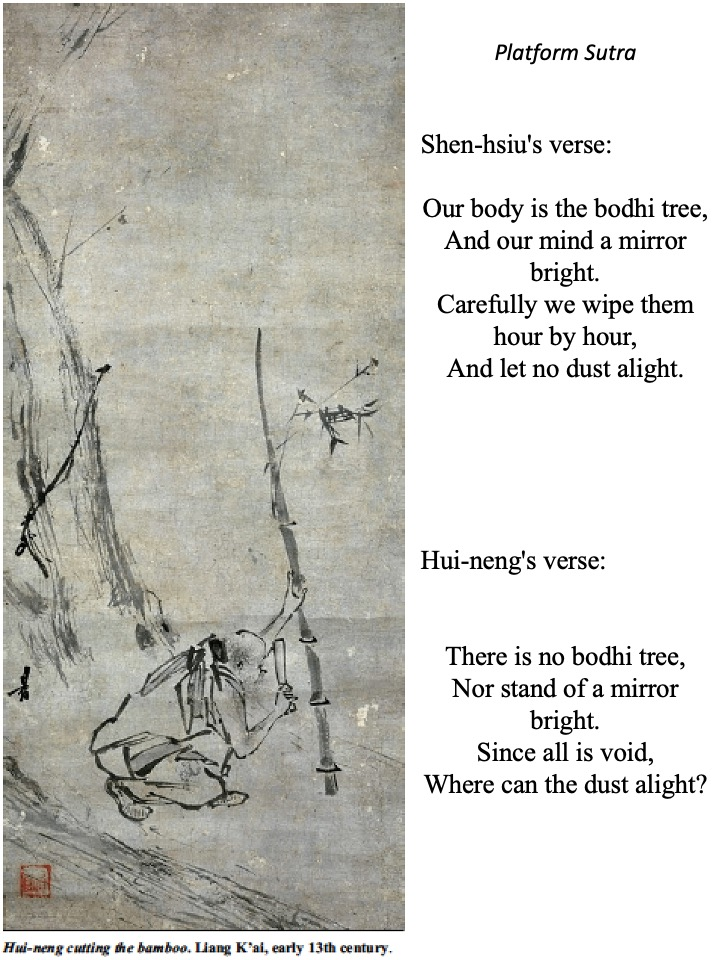 Platform Sutra
Shen-hsiu's verse:
Our body is the bodhi tree,
And our mind a mirror
bright.
Carefully we wipe them
hour by hour,
And let no dust alight.
Hui-neng's verse:
There is no bodhi tree,
Nor stand of a mirror
bright.
Since all is void,
Where can the dust alight?
Hui-neng cutting the bamboo. Liang K'ai, early 13th century.